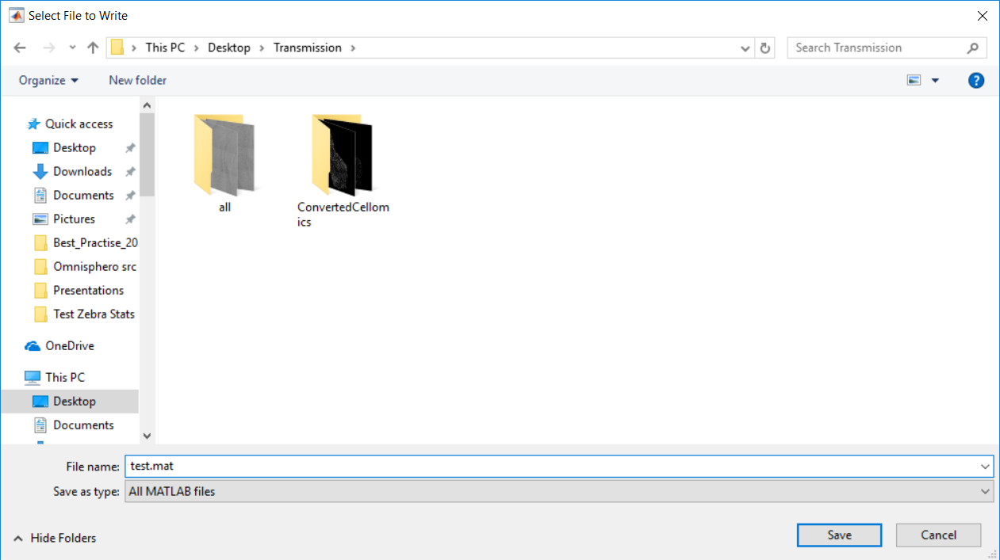 Select File to Write
This PC > Desktop > Transmission >
Search Transmission
Organize
New folder
?
Quick access
Desktop
Downloads
Documents
Pictures
Best_Practise_20
Omnisphero src
Presentations
Test Zebra Stats
OneDrive
This PC
Desktop
Documents
all
ConvertedCellom
ics
File name: test.mat
Save as type: All MATLAB files
Hide Folders
Save
Cancel